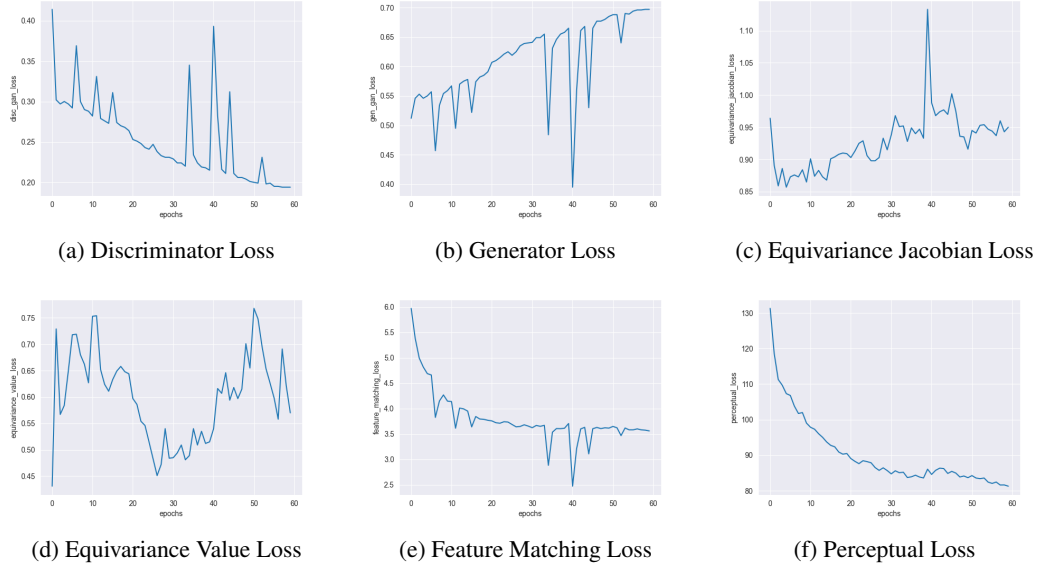 0.40
0.35
0.30
0.25
0.20
disc_gan_loss
0 10 20 30 40 50 60
epochs
(a) Discriminator Loss
0.70
0.65
0.60
0.55
0.50
0.45
0.40
gen_gan_loss
0 10 20 30 40 50 60
epochs
(b) Generator Loss
1.10
1.05
1.00
0.95
0.90
0.85
equivariance_jacobian_loss
0 10 20 30 40 50 60
epochs
(c) Equivariance Jacobian Loss
0.75
0.70
0.65
0.60
0.55
0.50
0.45
equivariance_value_loss
0 10 20 30 40 50 60
epochs
(d) Equivariance Value Loss
6.0
5.5
5.0
4.5
4.0
3.5
3.0
2.5
feature_matching_loss
0 10 20 30 40 50 60
epochs
(e) Feature Matching Loss
130
120
110
100
90
80
perceptual_loss
0 10 20 30 40 50 60
epochs
(f) Perceptual Loss